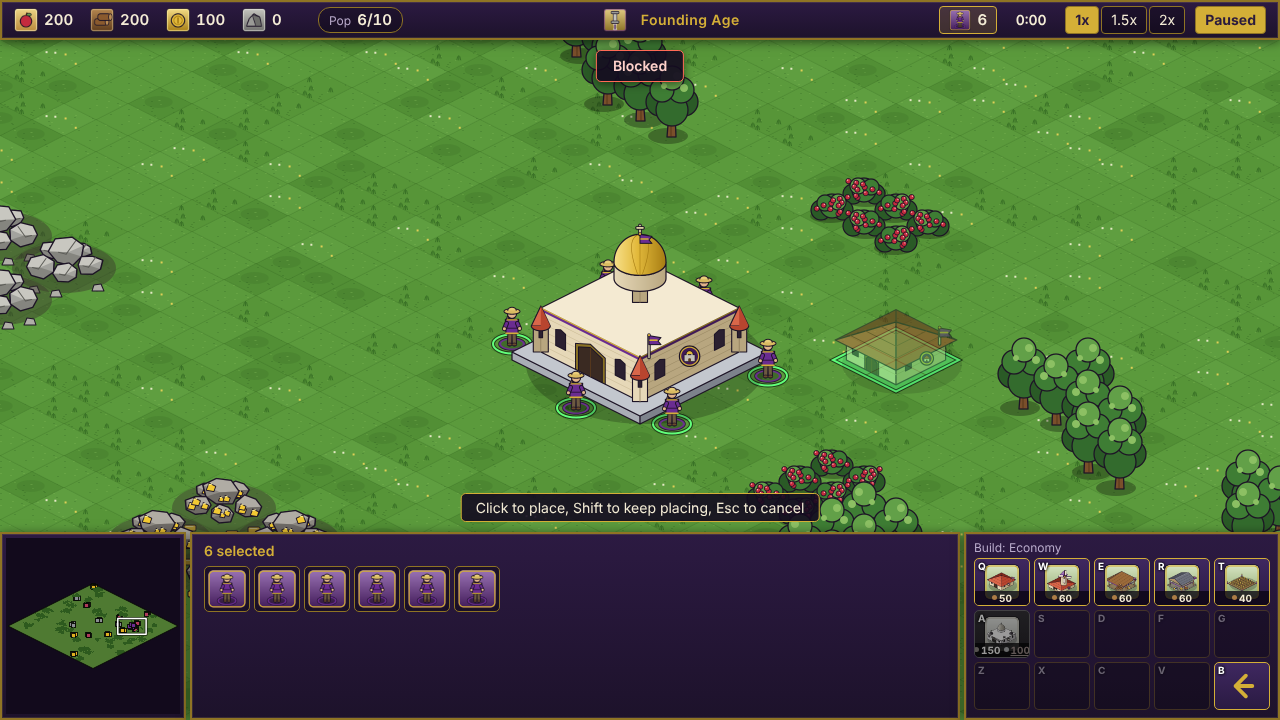 200
200
100
0
Pop 6/10
Founding Age
6
0:00
1x
1.5x
2x
Paused
Blocked
Click to place, Shift to keep placing, Esc to cancel
6 selected
Build: Economy
Q
50
W
60
E
60
R
60
T
40
A
150
100
S
D
F
G
Z
X
C
V
B